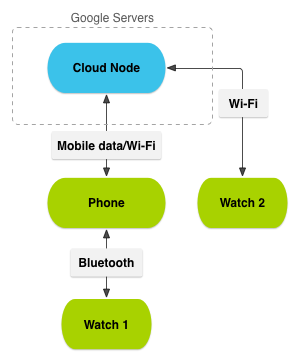 Google Servers
Cloud Node
Wi-Fi
Mobile data/Wi-Fi
Phone
Watch 2
Bluetooth
Watch 1